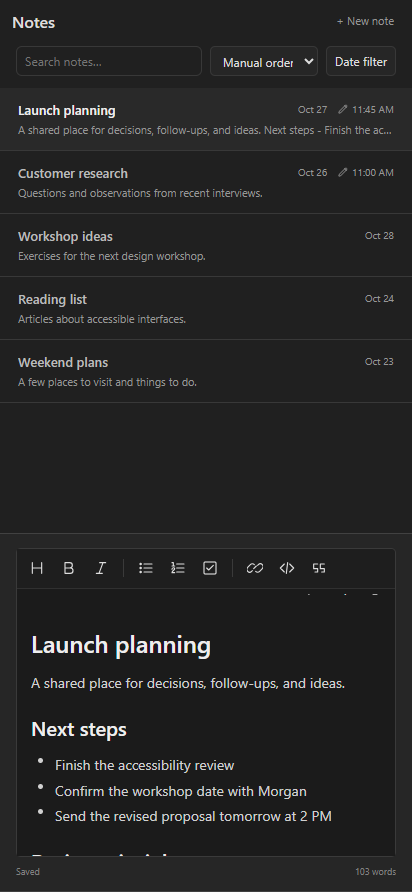 Notes
+ New note
Search notes...
Manual order
Date filter
Launch planning
Oct 27
11:45 AM
A shared place for decisions, follow-ups, and ideas. Next steps - Finish the ac...
Customer research
Oct 26
11:00 AM
Questions and observations from recent interviews.
Workshop ideas
Oct 28
Exercises for the next design workshop.
Reading list
Oct 24
Articles about accessible interfaces.
Weekend plans
Oct 23
A few places to visit and things to do.
H B I
Launch planning
A shared place for decisions, follow-ups, and ideas.
Next steps
Finish the accessibility review
Confirm the workshop date with Morgan
Send the revised proposal tomorrow at 2 PM
Saved
103 words